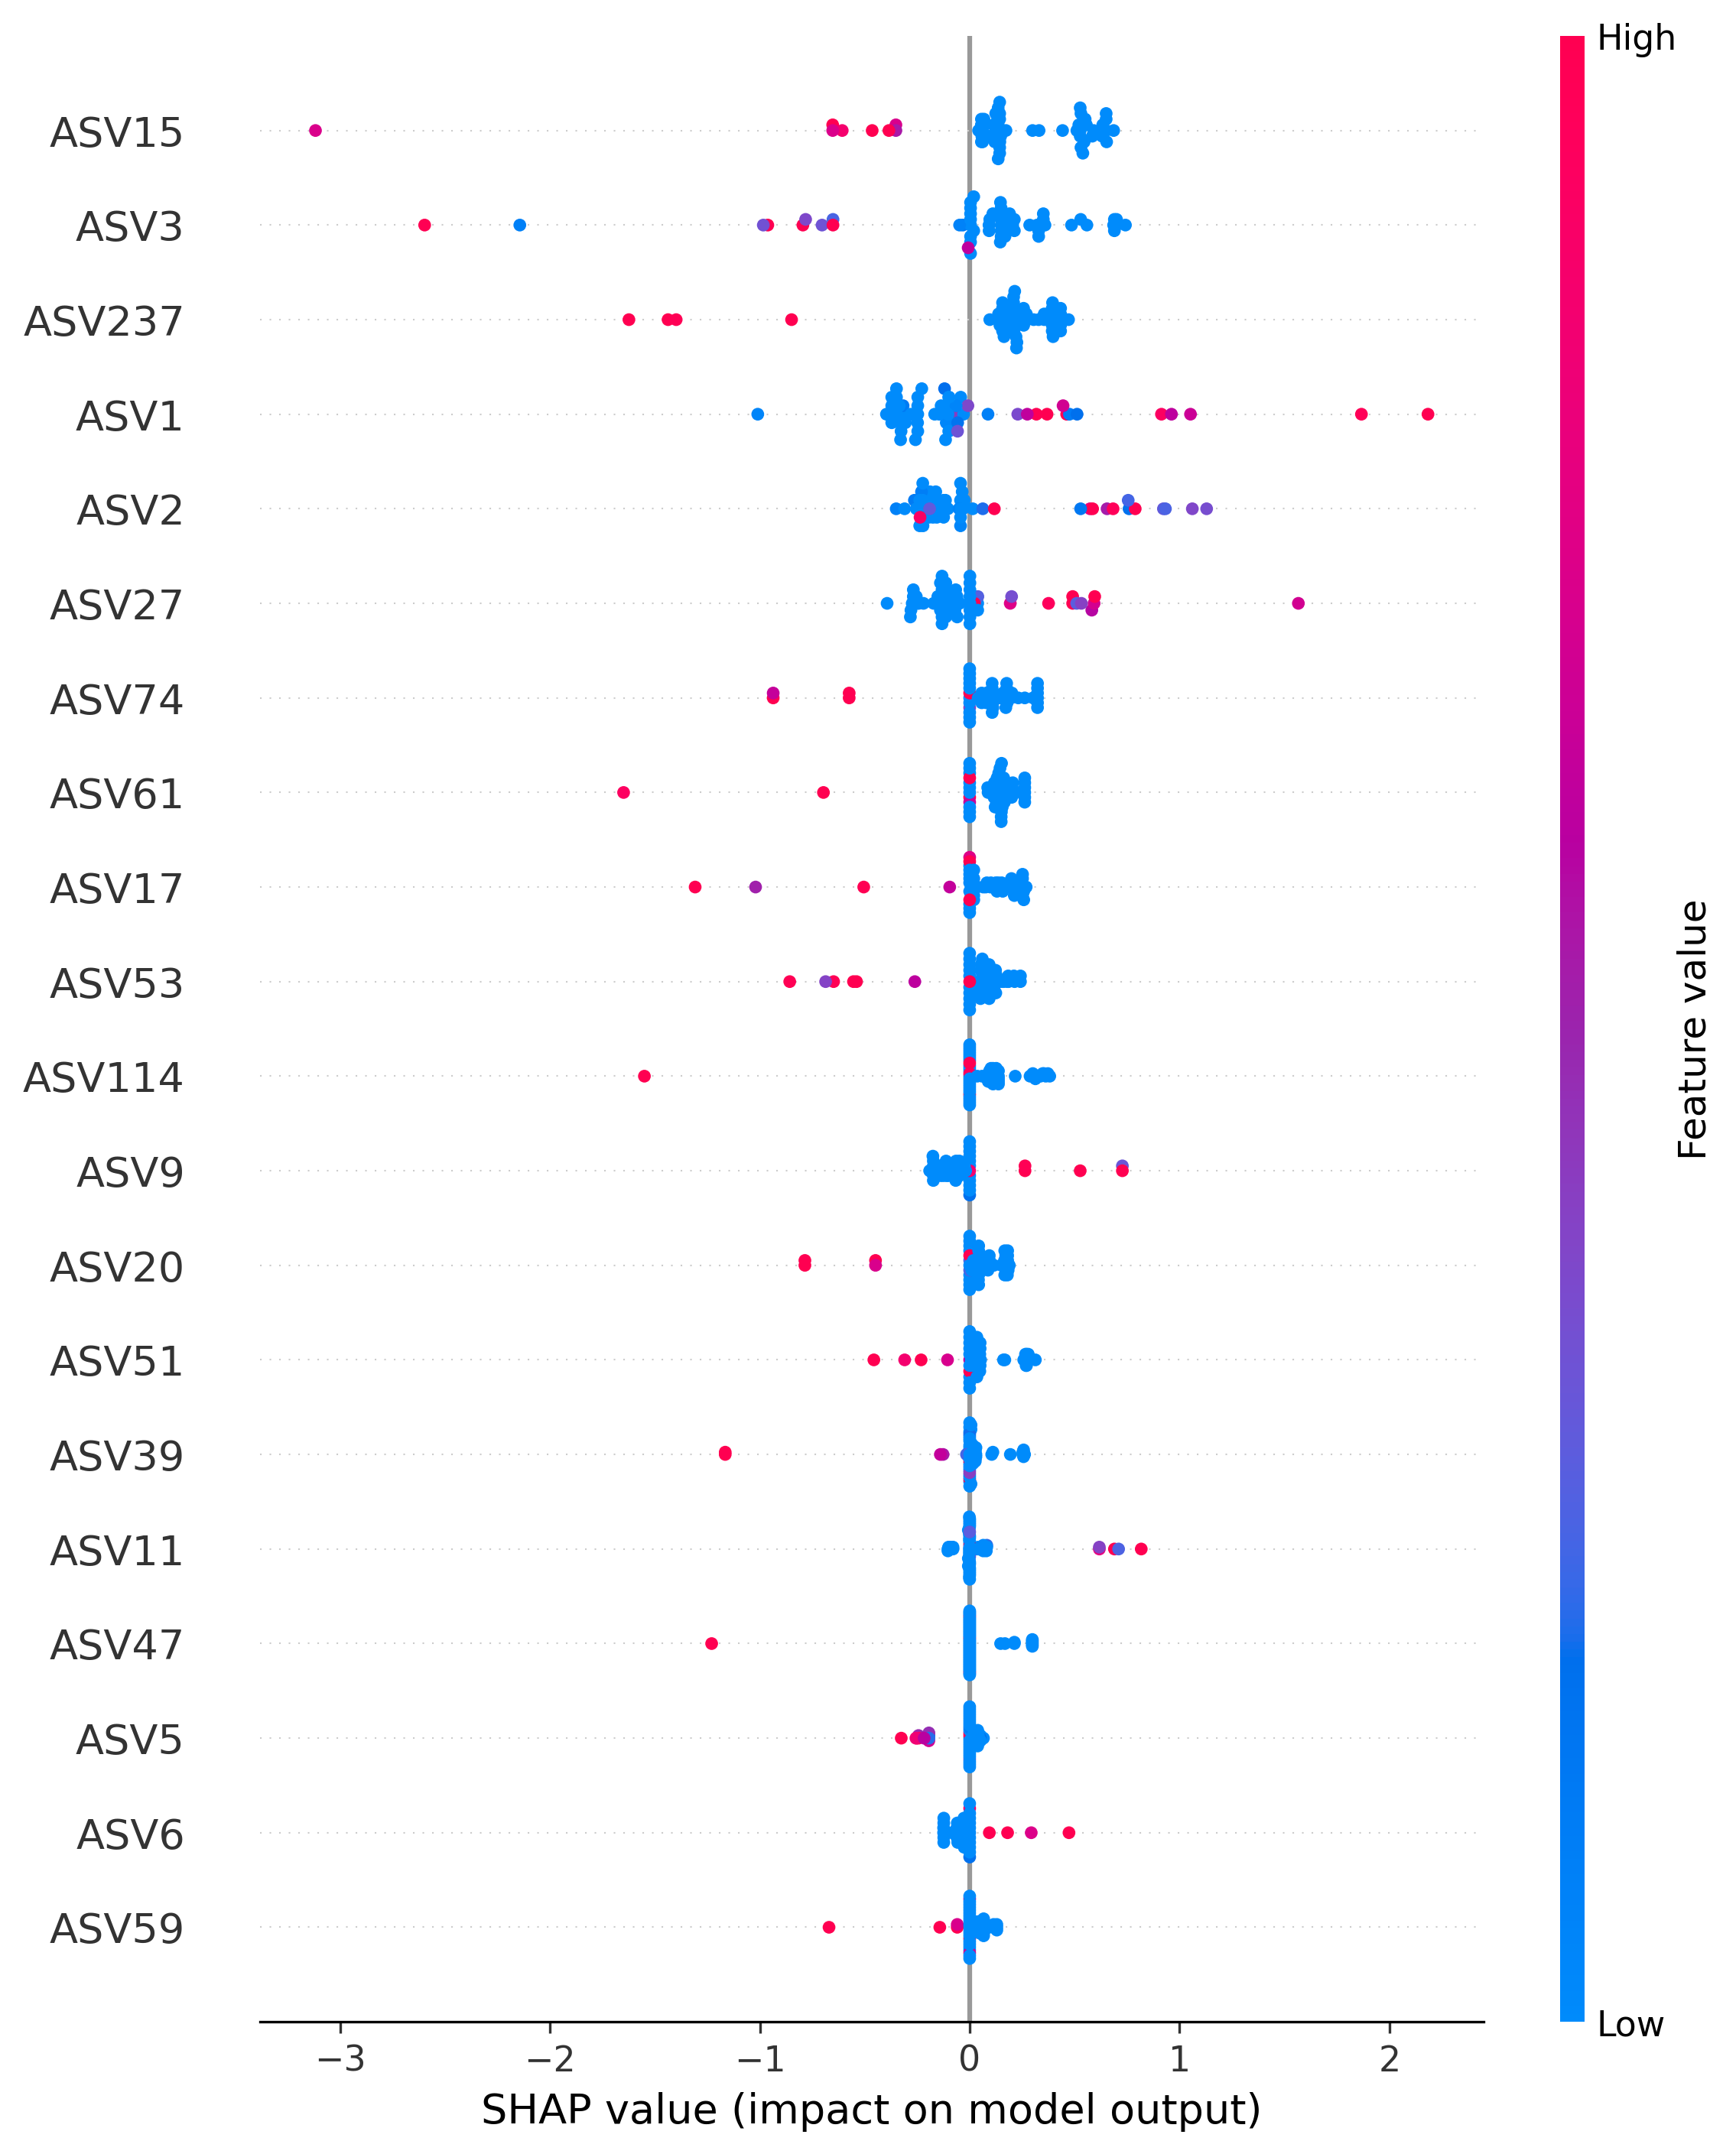 High
ASV15
ASV3
ASV237
ASV1
ASV2
ASV27
ASV74
ASV61
ASV17
ASV53
ASV114
ASV9
ASV20
ASV51
ASV39
ASV11
ASV47
ASV5
ASV6
ASV59
Feature value
Low
−3 −2 −1 0 1 2
SHAP value (impact on model output)